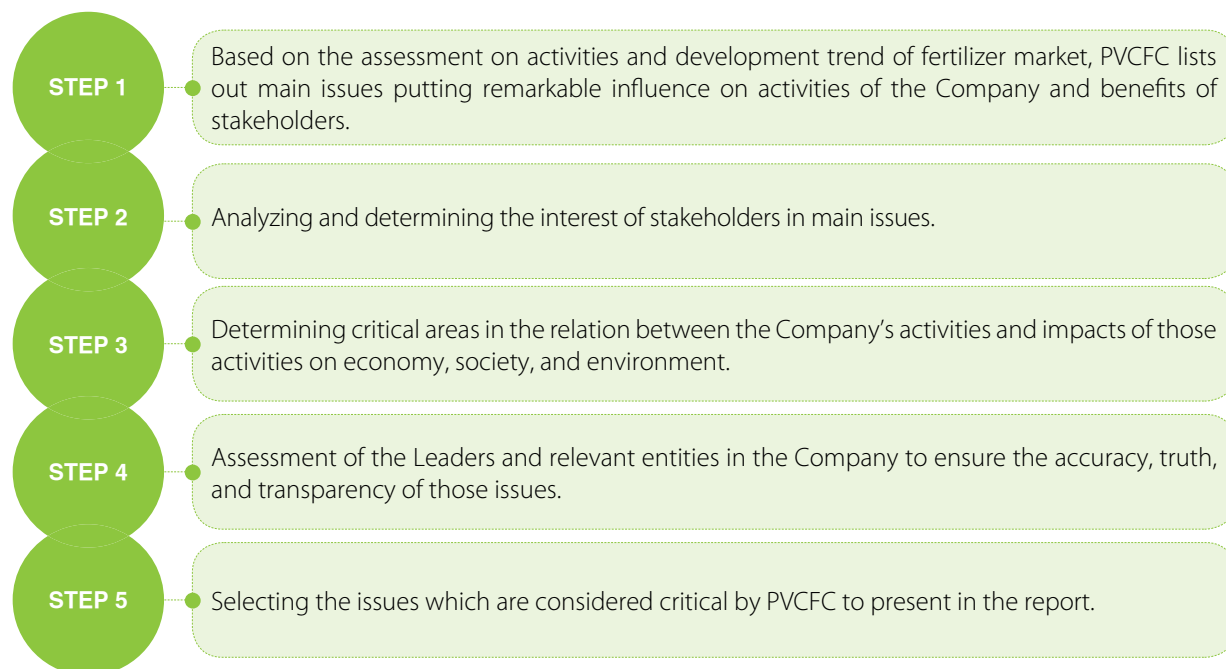 STEP 1
Based on the assessment on activities and development trend of fertilizer market, PVCFC lists
out main issues putting remarkable influence on activities of the Company and benefits of
stakeholders.
STEP 2
Analyzing and determining the interest of stakeholders in main issues.
STEP 3
Determining critical areas in the relation between the Company's activities and impacts of those
activities on economy, society, and environment.
STEP 4
Assessment of the Leaders and relevant entities in the Company to ensure the accuracy, truth,
and transparency of those issues.
STEP 5
Selecting the issues which are considered critical by PVCFC to present in the report.